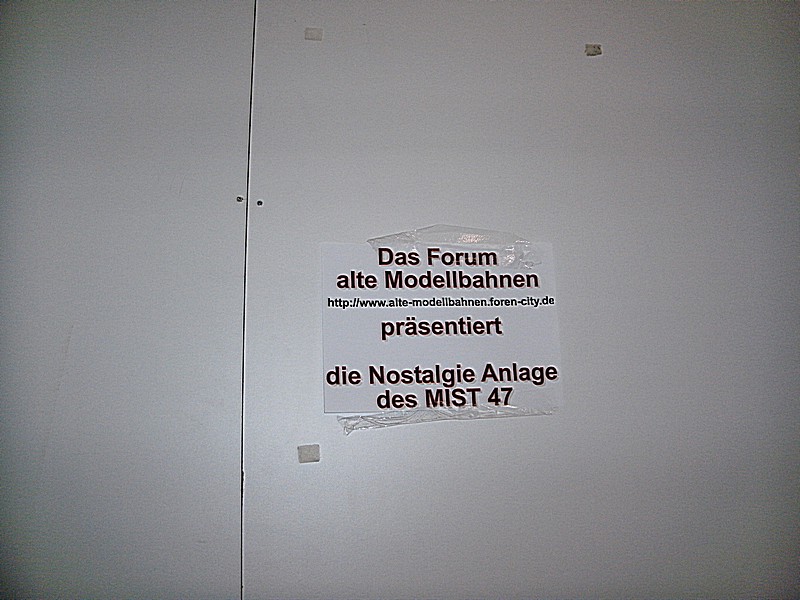 Das Forum
alte Modellbahnen
http://www.alte-modellbahnen.foren-city.de
präsentiert
die Nostalgie Anlage
des MIST 47